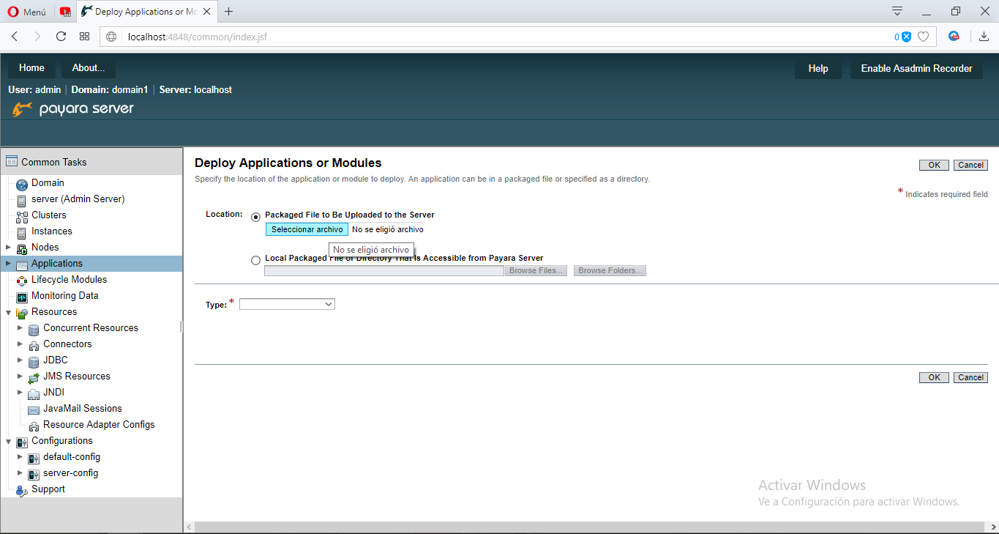 Menú
Deploy Applications or Mo
localhost:4848/common/index.jsf
0
Home About... Help Enable Asadmin Recorder
User: admin Domain: domain1 Server: localhost
payara server
Common Tasks
Domain
server (Admin Server)
Clusters
Instances
Nodes
Applications
Lifecycle Modules
Monitoring Data
Resources
Concurrent Resources
Connectors
JDBC
JMS Resources
JNDI
JavaMail Sessions
Resource Adapter Configs
Configurations
default-config
server-config
Support
Deploy Applications or Modules
OK Cancel
Specify the location of the application or module to deploy. An application can be in a packaged file or specified as a directory.
* Indicates required field
Location: Packaged File to Be Uploaded to the Server
Seleccionar archivo No se eligió archivo
No se eligió archivo
Local Packaged File or Directory That Is Accessible from Payara Server
Browse Files... Browse Folders...
Type: *
OK Cancel
Activar Windows
Ve a Configuración para activar Windows.